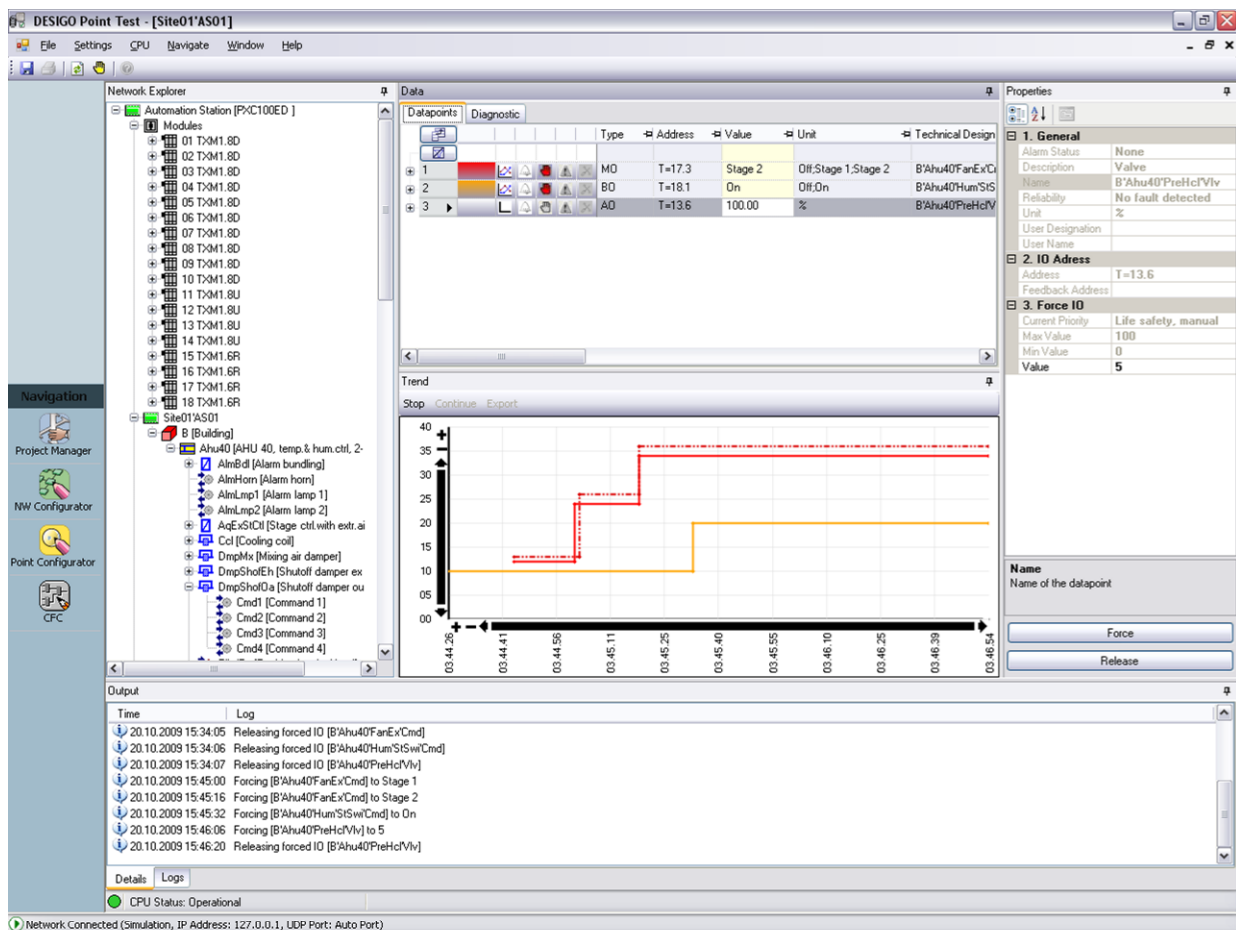 DESIGO Point Test - [Site01'AS01]
File Settings CPU Navigate Window Help
Network Explorer
Automation Station [PXC100ED ]
Modules
01 TXM1.8D
02 TXM1.8D
03 TXM1.8D
04 TXM1.8D
05 TXM1.8D
06 TXM1.8D
07 TXM1.8D
08 TXM1.8D
09 TXM1.8D
10 TXM1.8D
11 TXM1.8U
12 TXM1.8U
13 TXM1.8U
14 TXM1.8U
15 TXM1.6R
16 TXM1.6R
17 TXM1.6R
18 TXM1.6R
Site01'AS01
B [Building]
Ahu40 [AHU 40, temp.& hum.ctrl, 2-
AlmBdl [Alarm bundling]
AlmHorn [Alarm horn]
AlmLmp1 [Alarm lamp 1]
AlmLmp2 [Alarm lamp 2]
AqExStCtl [Stage ctrl.with extr.ai
Ccl [Cooling coil]
DmpMx [Mixing air damper]
DmpShofEh [Shutoff damper ex
DmpShofOa [Shutoff damper ou
Cmd1 [Command 1]
Cmd2 [Command 2]
Cmd3 [Command 3]
Cmd4 [Command 4]
Navigation
Project Manager
NW Configurator
Point Configurator
CFC
Data
Datapoints Diagnostic
Type Address Value Unit Technical Design
1 MO T=17.3 Stage 2 Off;Stage 1;Stage 2 B'Ahu40'FanEx'C
2 BO T=18.1 On Off;On B'Ahu40'Hum'StS
3 AO T=13.6 100.00 % B'Ahu40'PreHcl'V
Trend
Stop Continue Export
40
35
30
25
20
15
10
05
00
03.44.26 03.44.41 03.44.56 03.45.11 03.45.25 03.45.40 03.45.55 03.46.10 03.46.25 03.46.39 03.46.54
Properties
1. General
Alarm Status None
Description Valve
Name B'Ahu40'PreHcl'Vlv
Reliability No fault detected
Unit %
User Designation
User Name
2. IO Adress
Address T=13.6
Feedback Address
3. Force IO
Current Priority Life safety, manual
Max Value 100
Min Value 0
Value 5
Name
Name of the datapoint
Force
Release
Output
Time Log
20.10.2009 15:34:05 Releasing forced IO [B'Ahu40'FanEx'Cmd]
20.10.2009 15:34:06 Releasing forced IO [B'Ahu40'Hum'StSwi'Cmd]
20.10.2009 15:34:07 Releasing forced IO [B'Ahu40'PreHcl'Vlv]
20.10.2009 15:45:00 Forcing [B'Ahu40'FanEx'Cmd] to Stage 1
20.10.2009 15:45:16 Forcing [B'Ahu40'FanEx'Cmd] to Stage 2
20.10.2009 15:45:32 Forcing [B'Ahu40'Hum'StSwi'Cmd] to On
20.10.2009 15:46:06 Forcing [B'Ahu40'PreHcl'Vlv] to 5
20.10.2009 15:46:20 Releasing forced IO [B'Ahu40'PreHcl'Vlv]
Details Logs
CPU Status: Operational
Network Connected (Simulation, IP Address: 127.0.0.1, UDP Port: Auto Port)